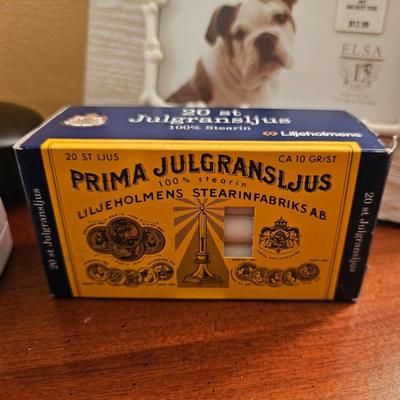 ELSA
L
$12.99
20 st
Julgransljus
100% Stearin
Liljeholmens
20 ST LJUS
CA 10 GR/ST
PRIMA JULGRANSLJUS
100% stearin
LILJEHOLMENS STEARINFABRIKS A.B.
20 st Julgransljus
20 st Julgransljus